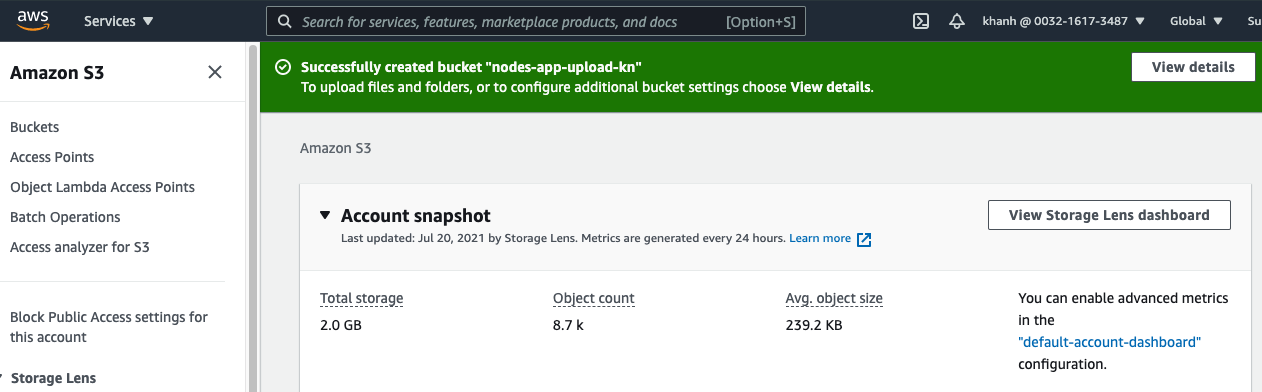 aws
Services ▼
Search for services, features, marketplace products, and docs
[Option+S]
khanh @ 0032-1617-3487 ▼
Global ▼
Su
Amazon S3
Buckets
Access Points
Object Lambda Access Points
Batch Operations
Access analyzer for S3
Block Public Access settings for
this account
Storage Lens
Successfully created bucket "nodes-app-upload-kn"
To upload files and folders, or to configure additional bucket settings choose View details.
View details
Amazon S3
Account snapshot
Last updated: Jul 20, 2021 by Storage Lens. Metrics are generated every 24 hours. Learn more
View Storage Lens dashboard
Total storage
2.0 GB
Object count
8.7 k
Avg. object size
239.2 KB
You can enable advanced metrics
in the
"default-account-dashboard"
configuration.